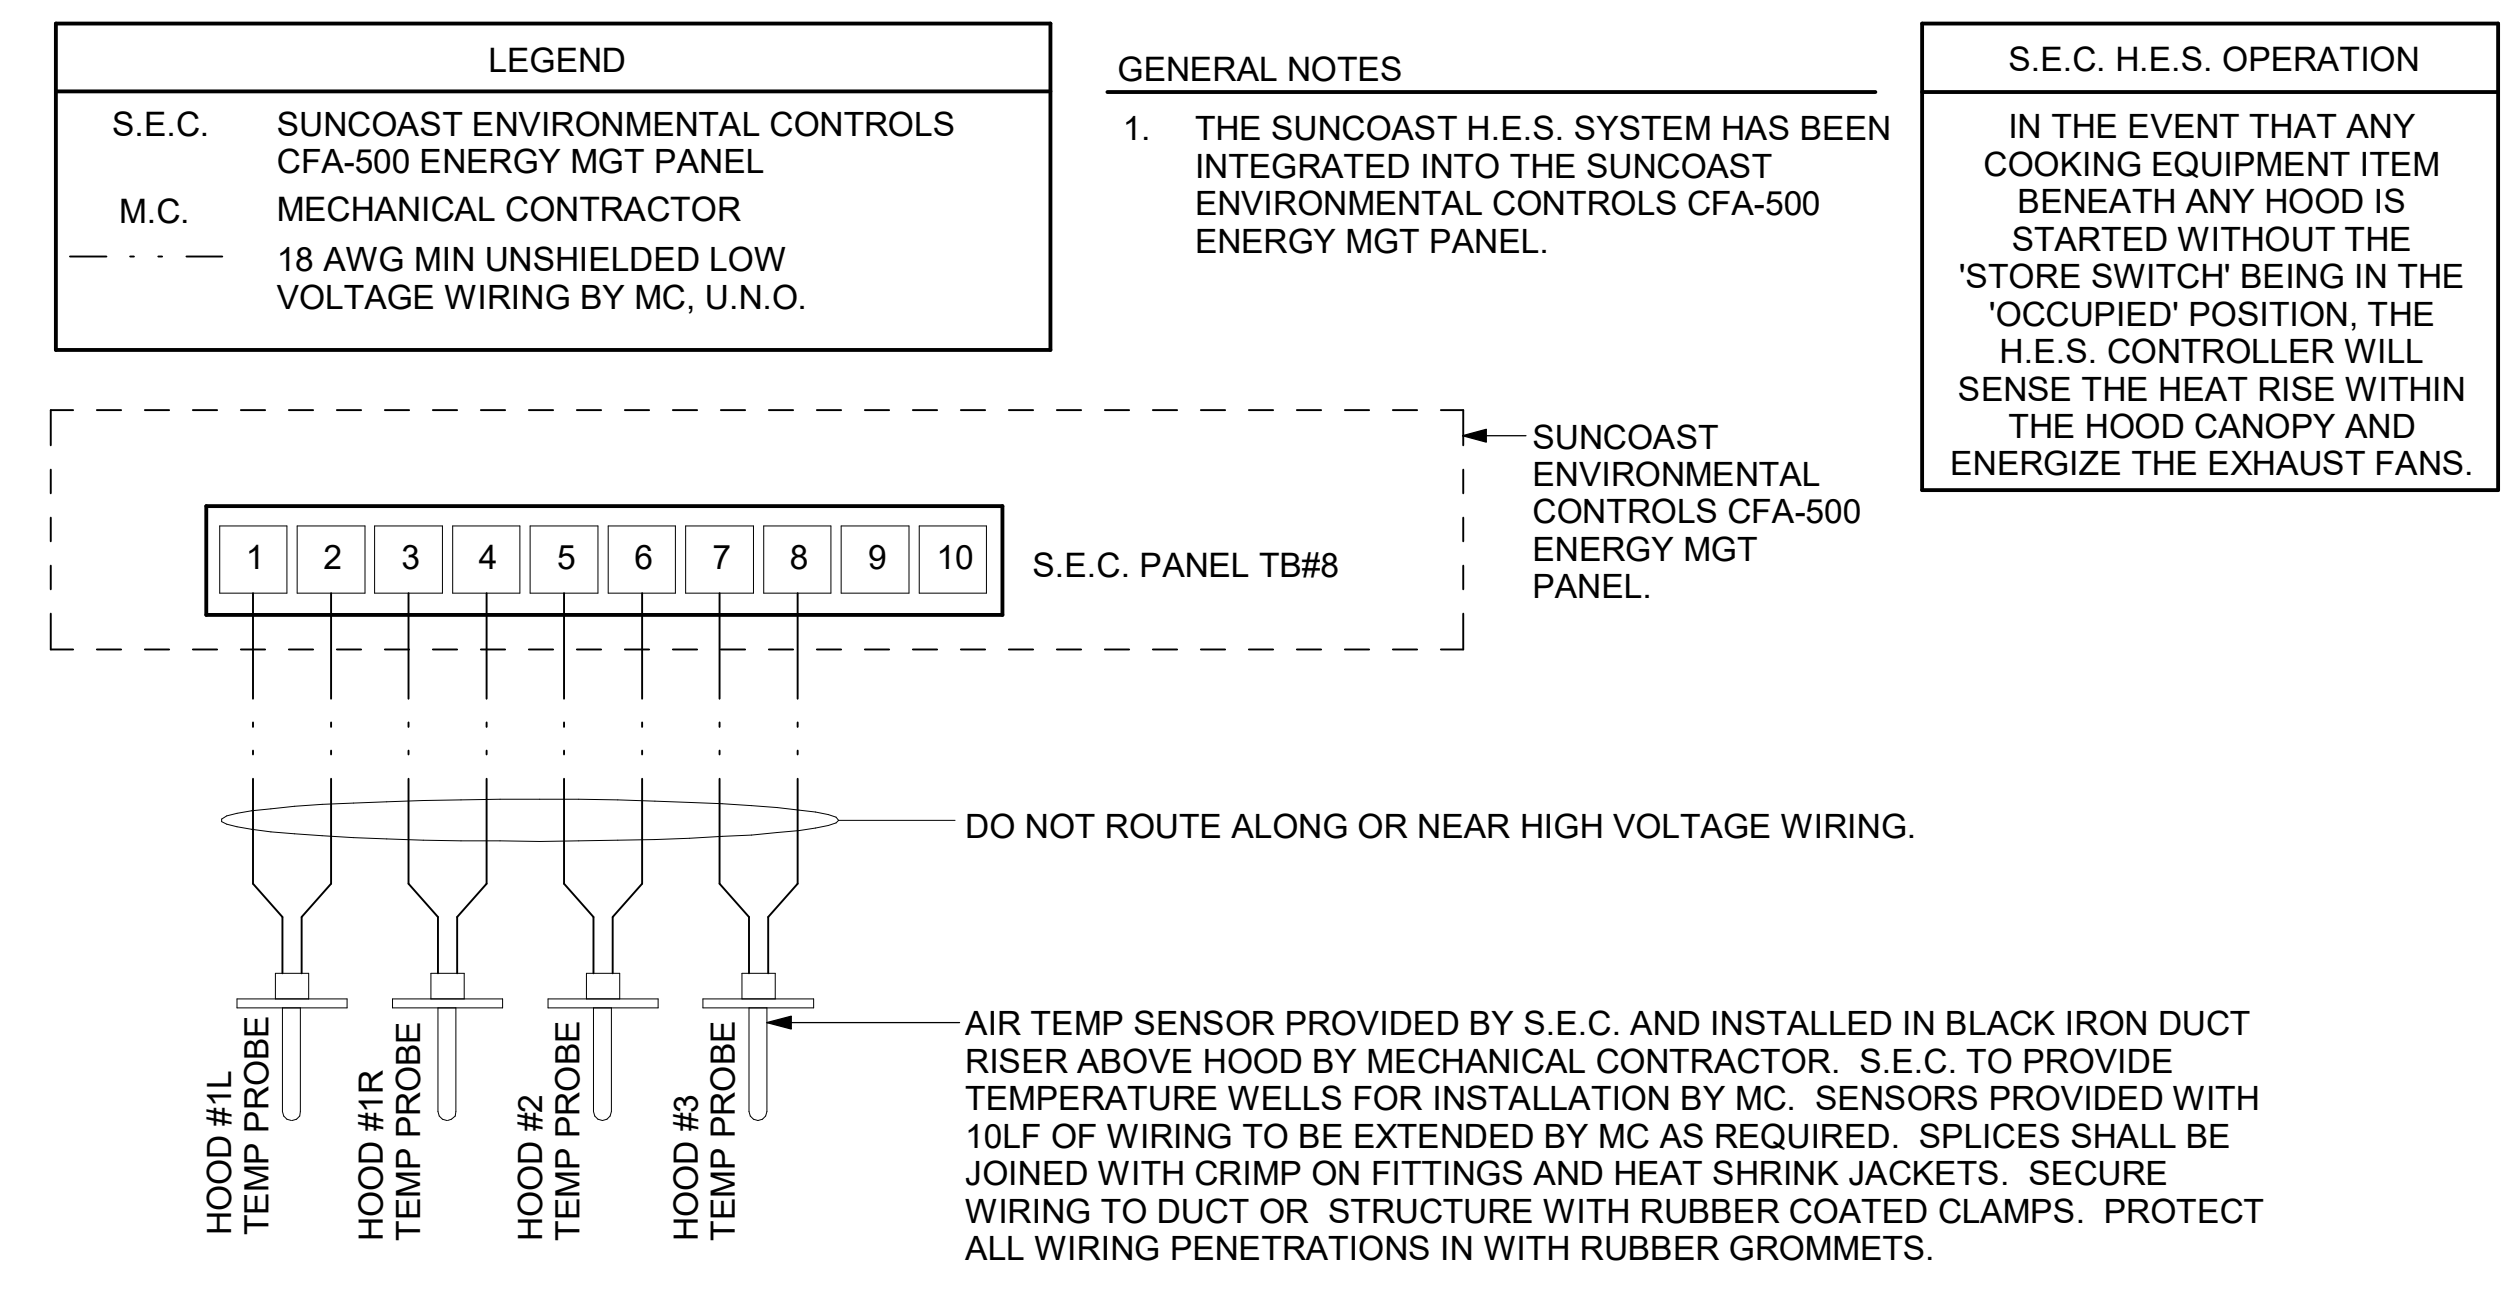 LEGEND
S.E.C. SUNCOAST ENVIRONMENTAL CONTROLS
CFA-500 ENERGY MGT PANEL
M.C. MECHANICAL CONTRACTOR
18 AWG MIN UNSHIELDED LOW
VOLTAGE WIRING BY MC, U.N.O.
GENERAL NOTES
1. THE SUNCOAST H.E.S. SYSTEM HAS BEEN
INTEGRATED INTO THE SUNCOAST
ENVIRONMENTAL CONTROLS CFA-500
ENERGY MGT PANEL.
S.E.C. H.E.S. OPERATION
IN THE EVENT THAT ANY
COOKING EQUIPMENT ITEM
BENEATH ANY HOOD IS
STARTED WITHOUT THE
'STORE SWITCH' BEING IN THE
'OCCUPIED' POSITION, THE
H.E.S. CONTROLLER WILL
SENSE THE HEAT RISE WITHIN
THE HOOD CANOPY AND
ENERGIZE THE EXHAUST FANS.
SUNCOAST
ENVIRONMENTAL
CONTROLS CFA-500
ENERGY MGT
PANEL.
1 2 3 4 5 6 7 8 9 10
S.E.C. PANEL TB#8
DO NOT ROUTE ALONG OR NEAR HIGH VOLTAGE WIRING.
HOOD #1L
TEMP PROBE
HOOD #1R
TEMP PROBE
HOOD #2
TEMP PROBE
HOOD #3
TEMP PROBE
AIR TEMP SENSOR PROVIDED BY S.E.C. AND INSTALLED IN BLACK IRON DUCT
RISER ABOVE HOOD BY MECHANICAL CONTRACTOR. S.E.C. TO PROVIDE
TEMPERATURE WELLS FOR INSTALLATION BY MC. SENSORS PROVIDED WITH
10LF OF WIRING TO BE EXTENDED BY MC AS REQUIRED. SPLICES SHALL BE
JOINED WITH CRIMP ON FITTINGS AND HEAT SHRINK JACKETS. SECURE
WIRING TO DUCT OR STRUCTURE WITH RUBBER COATED CLAMPS. PROTECT
ALL WIRING PENETRATIONS IN WITH RUBBER GROMMETS.